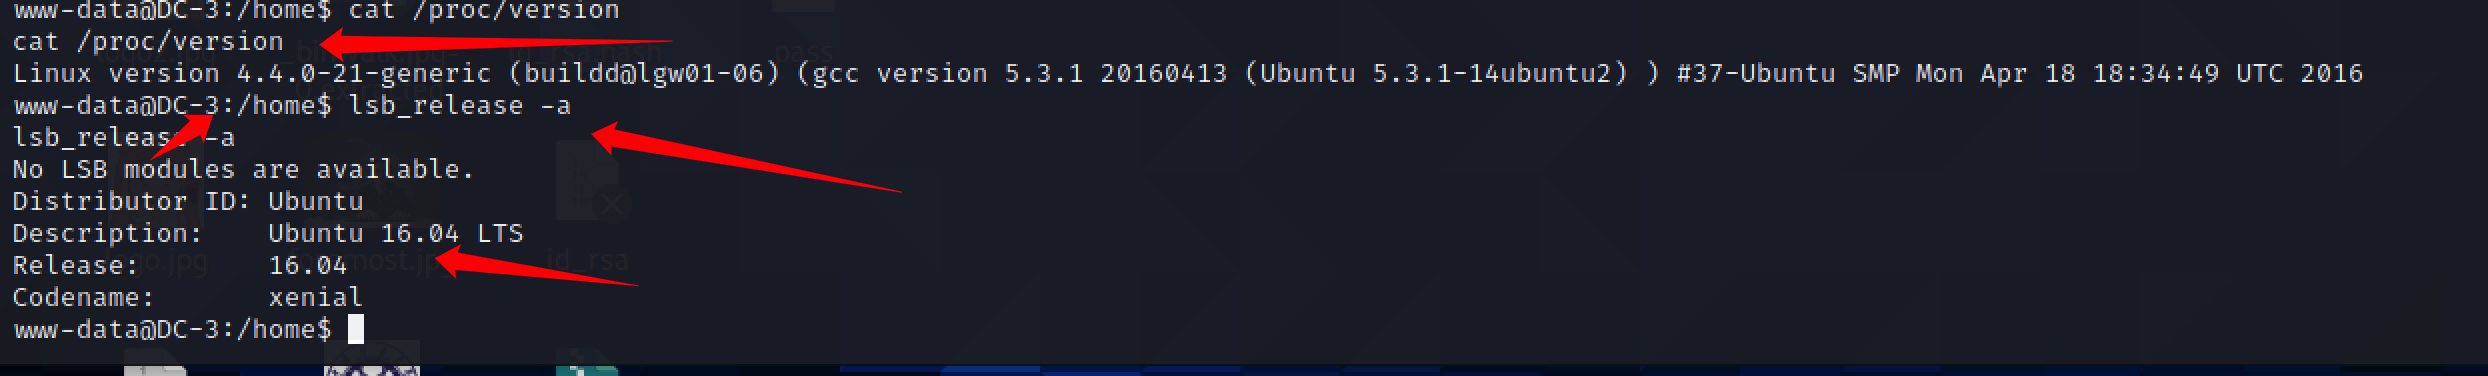 www-data@DC-3:/home$ cat /proc/version
cat /proc/version
Linux version 4.4.0-21-generic (buildd@lgw01-06) (gcc version 5.3.1 20160413 (Ubuntu 5.3.1-14ubuntu2) ) #37-Ubuntu SMP Mon Apr 18 18:34:49 UTC 2016
www-data@DC-3:/home$ lsb_release -a
lsb_release -a
No LSB modules are available.
Distributor ID: Ubuntu
Description: Ubuntu 16.04 LTS
Release: 16.04
Codename: xenial
www-data@DC-3:/home$
pass
id_rsa